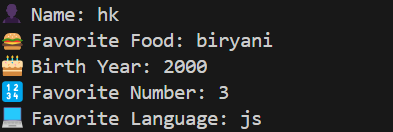 👤 Name: hk
🍔 Favorite Food: biryani
🎂 Birth Year: 2000
🔢 Favorite Number: 3
💻 Favorite Language: js